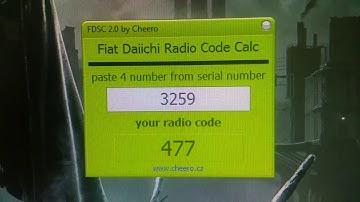 FDSC 2.0 by Cheero
Fiat Daiichi Radio Code Calc
paste 4 number from serial number
3259
your radio code
477
www.cheero.cz